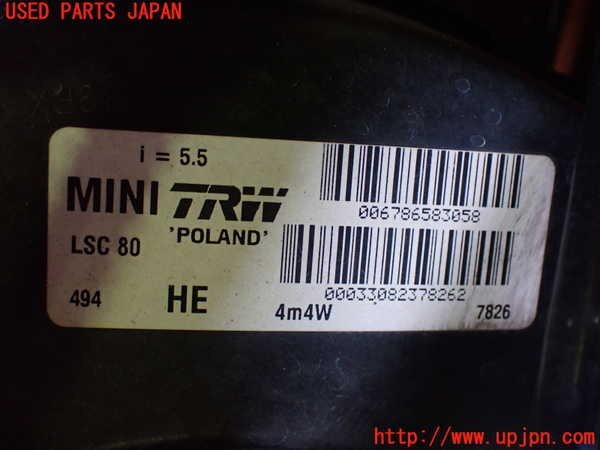 USED PARTS JAPAN
i = 5.5
MINI TRW
006786583058
LSC 80 'POLAND'
00033082378262
494 HE 4m4W 7826
http://www.upjpn.com/